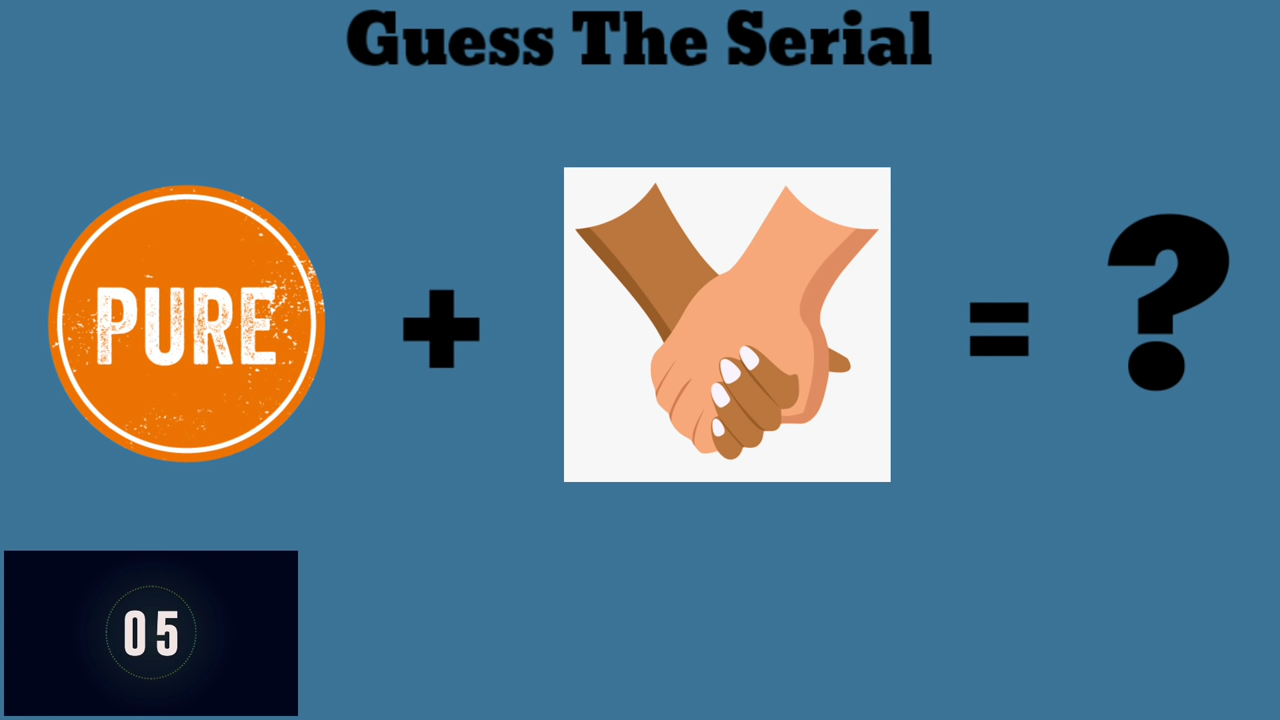 Guess The Serial
PURE
+
=
?
05